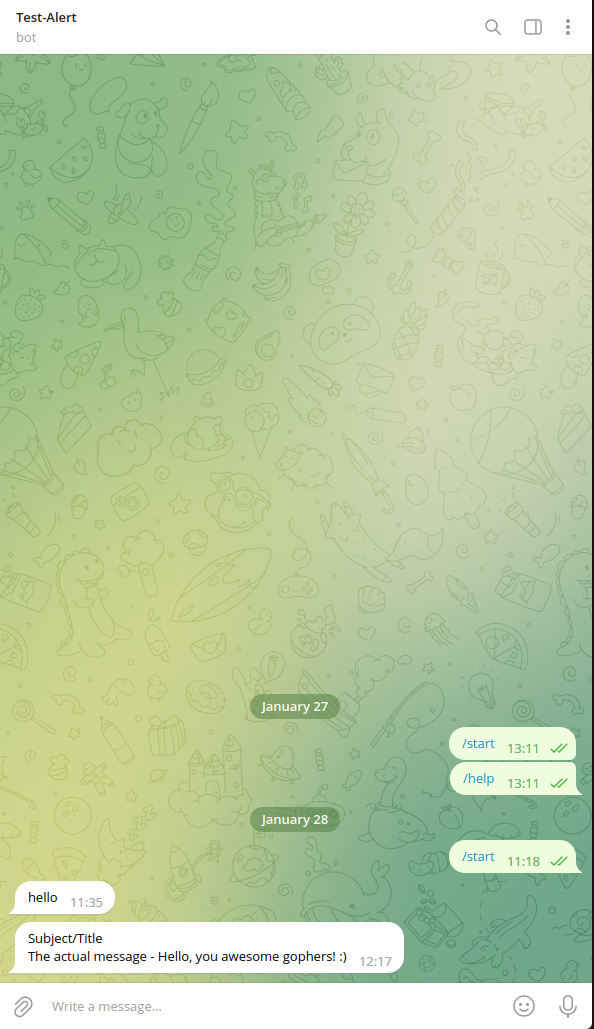 Test-Alert
bot
January 27
/start 13:11
/help 13:11
January 28
/start 11:18
hello 11:35
Subject/Title
The actual message - Hello, you awesome gophers! :) 12:17
Write a message...